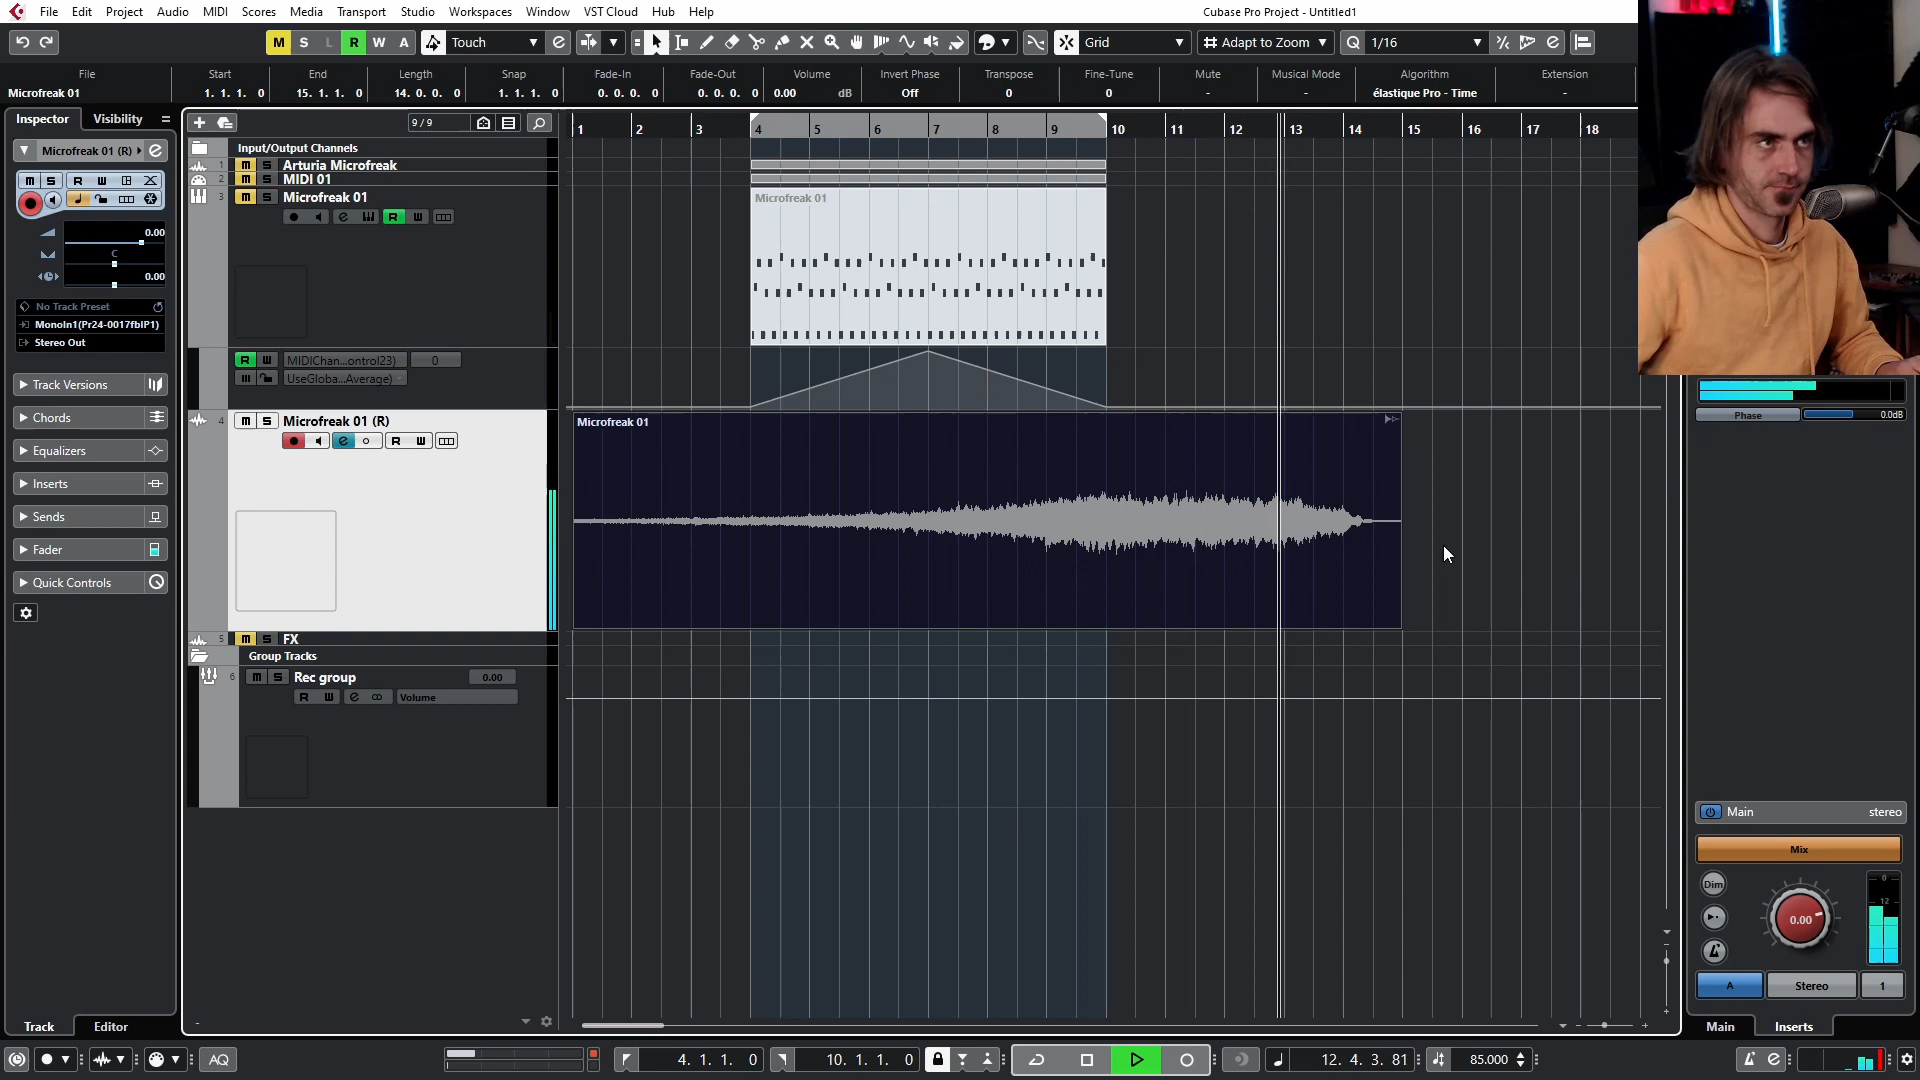 File Edit Project Audio MIDI Scores Media Transport Studio Workspaces Window VST Cloud Hub Help
Cubase Pro Project - Untitled1
M S L R W A Touch Grid Adapt to Zoom Q 1/16
File Start End Length Snap Fade-In Fade-Out Volume Invert Phase Transpose Fine-Tune Mute Musical Mode Algorithm Extension
Microfreak 01 1. 1. 1. 0 15. 1. 1. 0 14. 0. 0. 0 1. 1. 1. 0 0. 0. 0. 0 0. 0. 0. 0 0.00 dB Off 0 0 - - élastique Pro - Time -
Inspector Visibility
9 / 9
1 2 3 4 5 6 7 8 9 10 11 12 13 14 15 16 17 18
Microfreak 01 (R)
Input/Output Channels
1 m S Arturia Microfreak
2 m S MIDI 01
3 m S Microfreak 01
Microfreak 01
m S R W
R W
0.00
C
0.00
No Track Preset
MonoIn1(Pr24-0017fbIP1)
Stereo Out
R W MIDIChan...ontrol23) 0
UseGloba...Average)
Track Versions
Chords
Equalizers
Inserts
Sends
Fader
Quick Controls
4 m S Microfreak 01 (R)
R W
Microfreak 01
5 m S FX
Group Tracks
6 m S Rec group 0.00
R W Volume
Phase 0.0dB
Main stereo
Mix
Dim
0.00
0
12
A Stereo 1
Track Editor
Main Inserts
AQ 4. 1. 1. 0 10. 1. 1. 0 12. 4. 3. 81 85.000